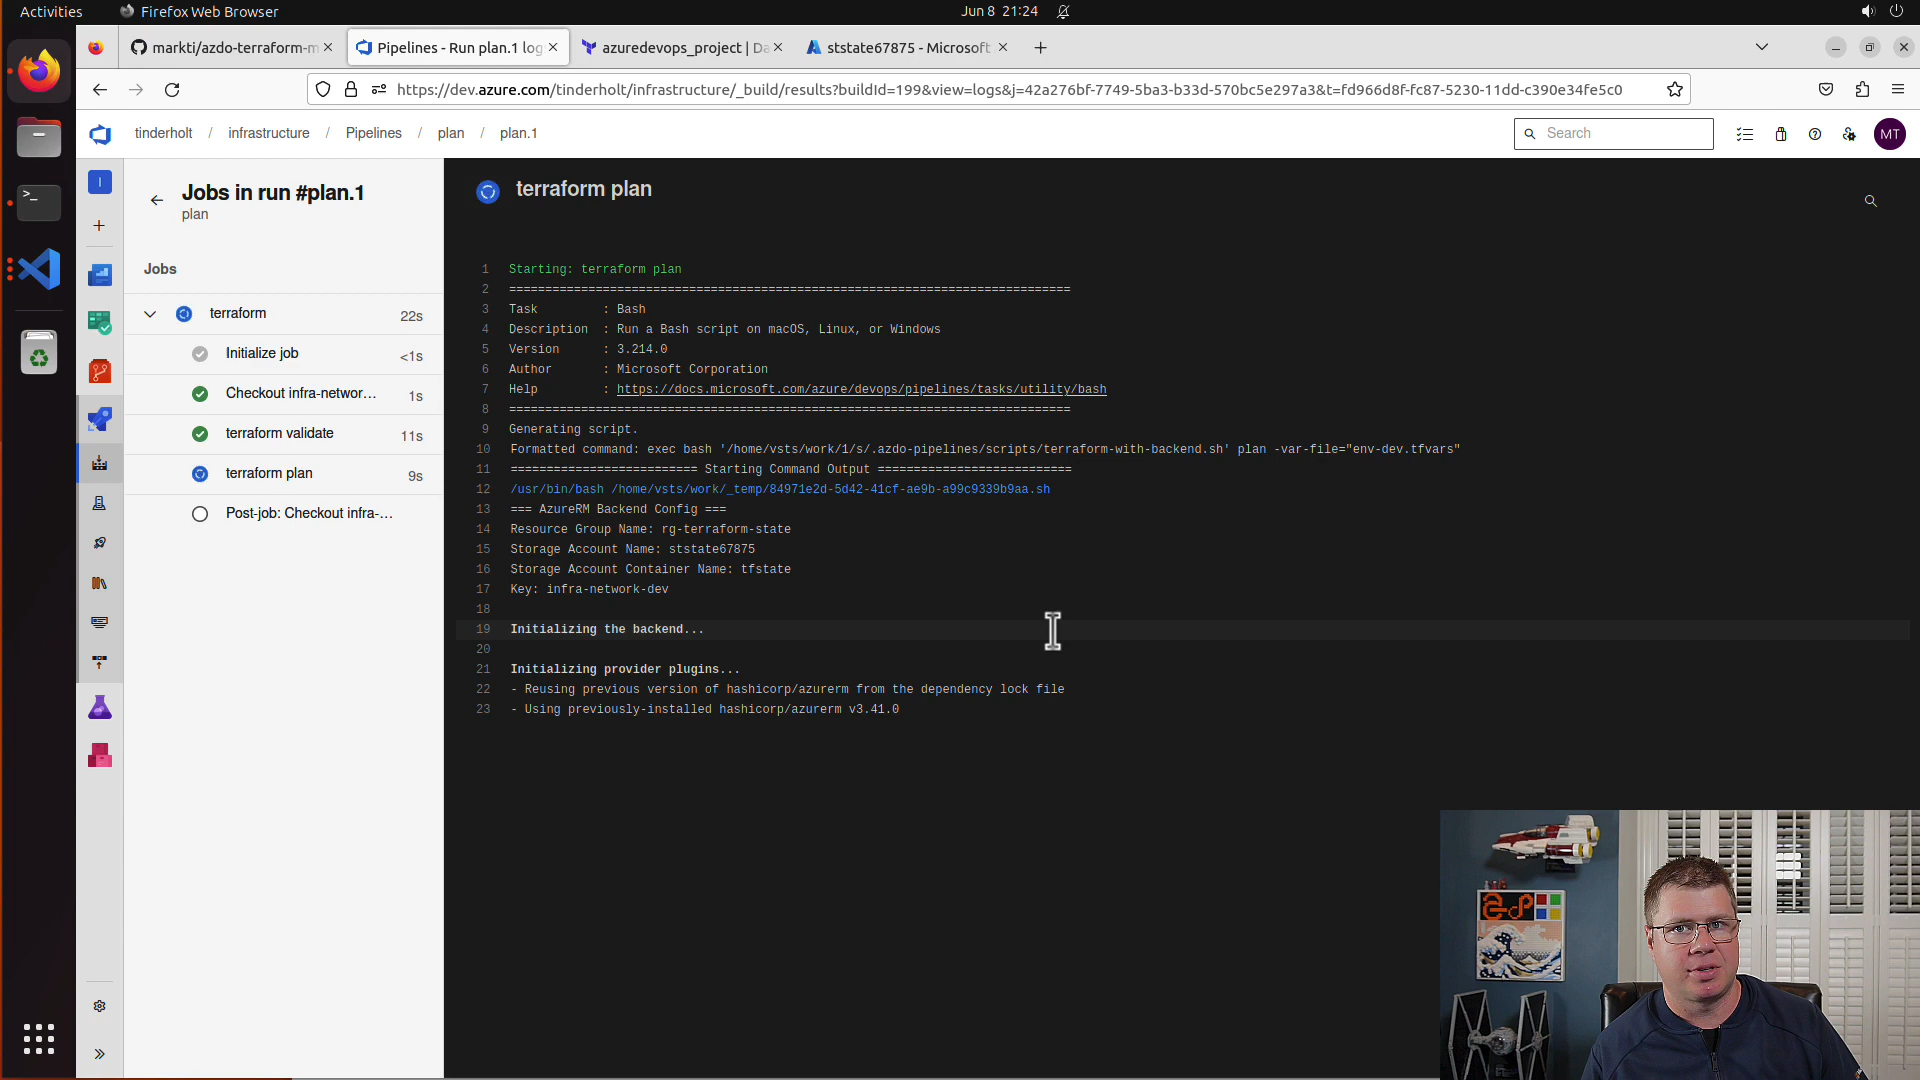 Activities
Firefox Web Browser
Jun 8 21:24
markti/azdo-terraform-m
Pipelines - Run plan.1 log
azuredevops_project | Da
ststate67875 - Microsoft
https://dev.azure.com/tinderholt/infrastructure/_build/results?buildId=199&view=logs&j=42a276bf-7749-5ba3-b33d-570bc5e297a3&t=fd966d8f-fc87-5230-11dd-c390e34fe5c0
tinderholt / infrastructure / Pipelines / plan / plan.1
Search
MT
I
Jobs in run #plan.1
plan
Jobs
terraform 22s
Initialize job <1s
Checkout infra-networ... 1s
terraform validate 11s
terraform plan 9s
Post-job: Checkout infra-...
terraform plan
1 Starting: terraform plan
2 ==============================================================================
3 Task : Bash
4 Description : Run a Bash script on macOS, Linux, or Windows
5 Version : 3.214.0
6 Author : Microsoft Corporation
7 Help : https://docs.microsoft.com/azure/devops/pipelines/tasks/utility/bash
8 ==============================================================================
9 Generating script.
10 Formatted command: exec bash '/home/vsts/work/1/s/.azdo-pipelines/scripts/terraform-with-backend.sh' plan -var-file="env-dev.tfvars"
11 ========================== Starting Command Output ===========================
12 /usr/bin/bash /home/vsts/work/_temp/84971e2d-5d42-41cf-ae9b-a99c9339b9aa.sh
13 === AzureRM Backend Config ===
14 Resource Group Name: rg-terraform-state
15 Storage Account Name: ststate67875
16 Storage Account Container Name: tfstate
17 Key: infra-network-dev
18
19 Initializing the backend...
20
21 Initializing provider plugins...
22 - Reusing previous version of hashicorp/azurerm from the dependency lock file
23 - Using previously-installed hashicorp/azurerm v3.41.0